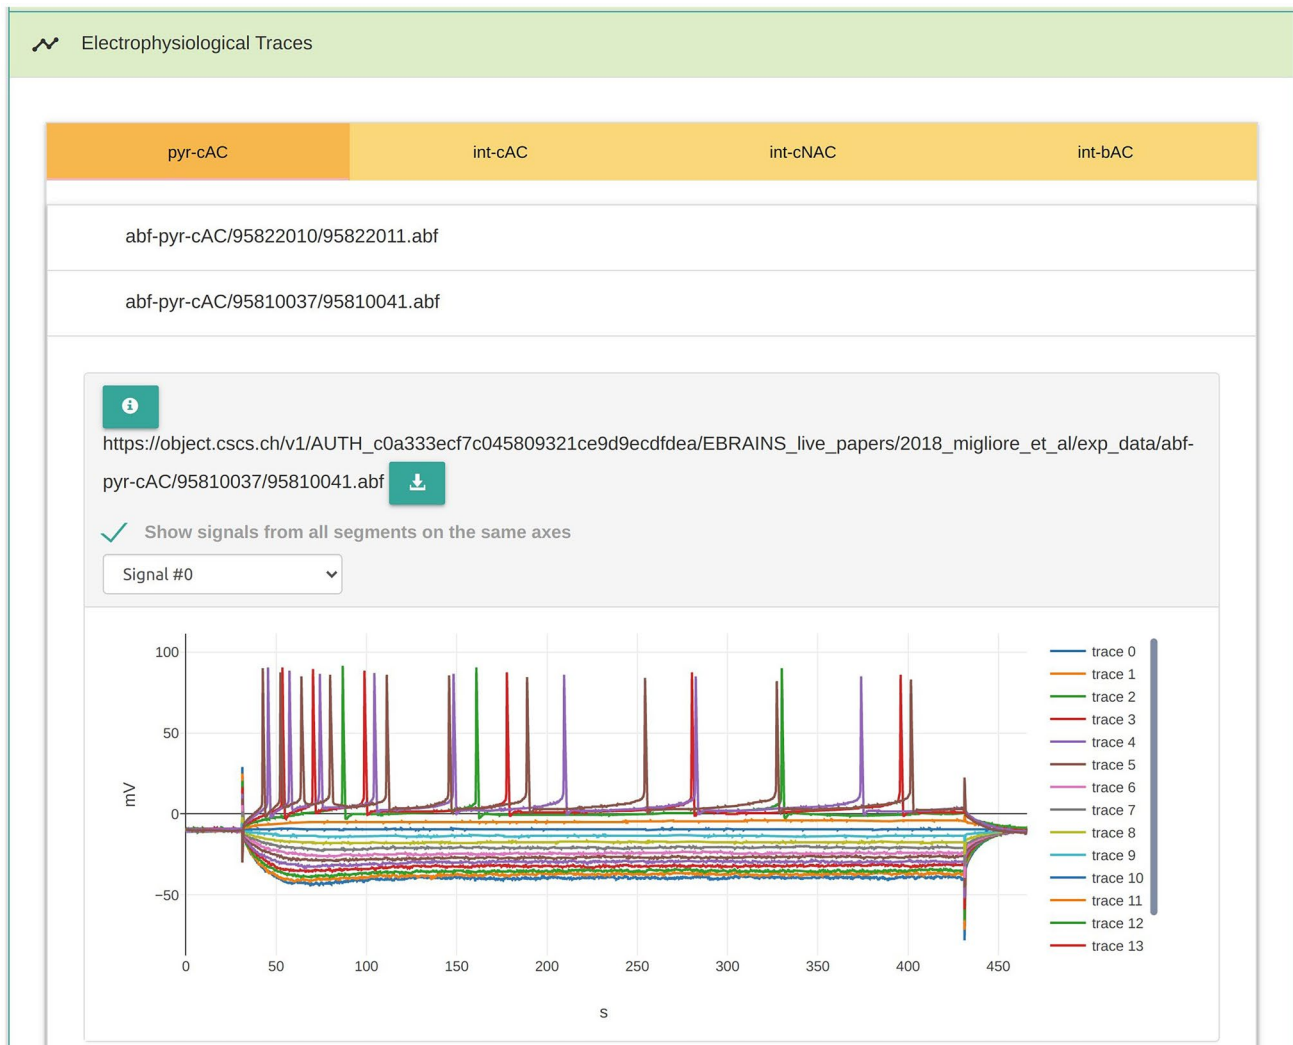 Electrophysiological Traces
pyr-cAC int-cAC int-cNAC int-bAC
abf-pyr-cAC/95822010/95822011.abf
abf-pyr-cAC/95810037/95810041.abf
https://object.cscs.ch/v1/AUTH_c0a333ecf7c045809321ce9d9ecdfdea/EBRAINS_live_papers/2018_migliore_et_al/exp_data/abf-
pyr-cAC/95810037/95810041.abf
Show signals from all segments on the same axes
Signal #0
100
50
0
−50
mV
0 50 100 150 200 250 300 350 400 450
s
trace 0
trace 1
trace 2
trace 3
trace 4
trace 5
trace 6
trace 7
trace 8
trace 9
trace 10
trace 11
trace 12
trace 13